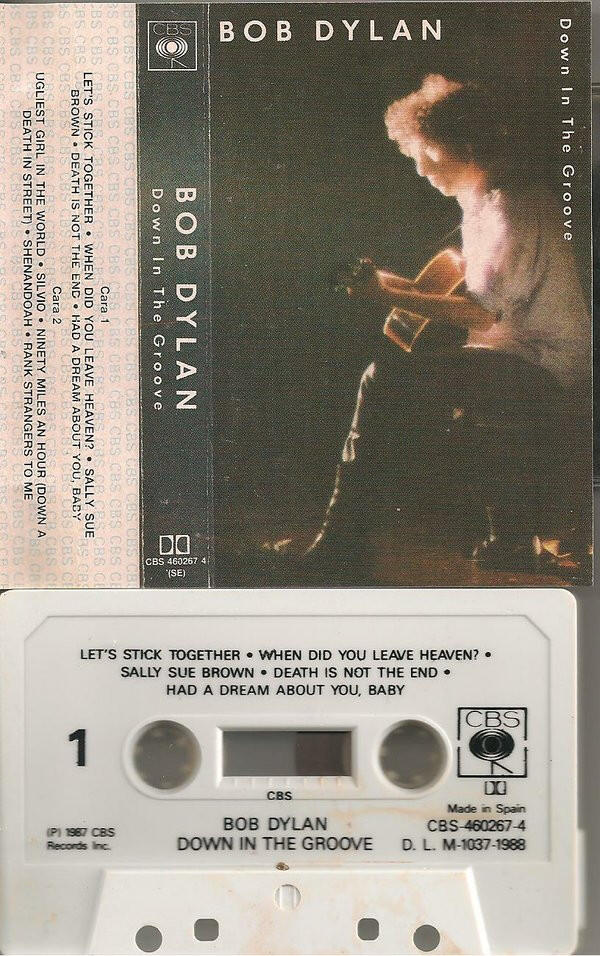 CBS
BOB DYLAN
Down In The Groove
BOB DYLAN
Down In The Groove
CBS 460267 4
(SE)
Cara 1
LET'S STICK TOGETHER • WHEN DID YOU LEAVE HEAVEN? • SALLY SUE
BROWN • DEATH IS NOT THE END • HAD A DREAM ABOUT YOU, BABY
Cara 2
UGLIEST GIRL IN THE WORLD • SILVIO • NINETY MILES AN HOUR (DOWN A
DEATH IN STREET) • SHENANDOAH • RANK STRANGERS TO ME
LET'S STICK TOGETHER • WHEN DID YOU LEAVE HEAVEN? •
SALLY SUE BROWN • DEATH IS NOT THE END •
HAD A DREAM ABOUT YOU, BABY
1
CBS
CBS
(P) 1987 CBS
Records Inc.
BOB DYLAN
DOWN IN THE GROOVE
Made in Spain
CBS-460267-4
D. L. M-1037-1988